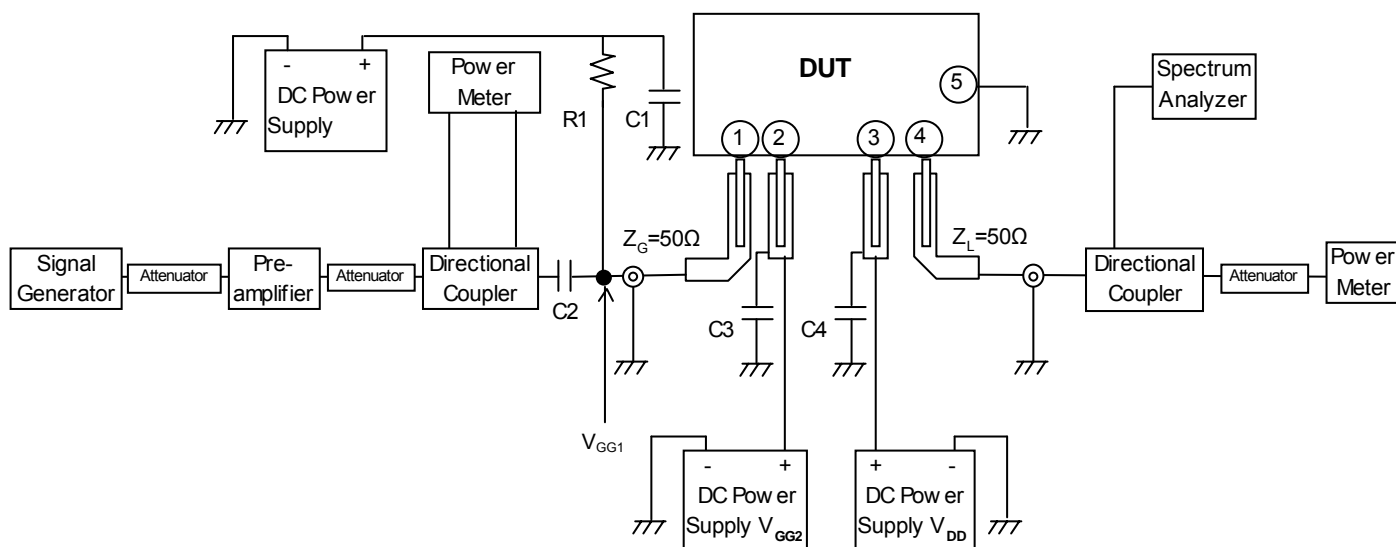 - +
DC Power
Supply
Power
Meter
R1
C1
DUT
1
2
3
4
5
Spectrum
Analyzer
Signal
Generator
Attenuator
Pre-
amplifier
Attenuator
Directional
Coupler
C2
Z_G=50Ω
Z_L=50Ω
Directional
Coupler
Attenuator
Power
Meter
C3
C4
V_GG1
- +
DC Power
Supply V_GG2
+ -
DC Power
Supply V_DD